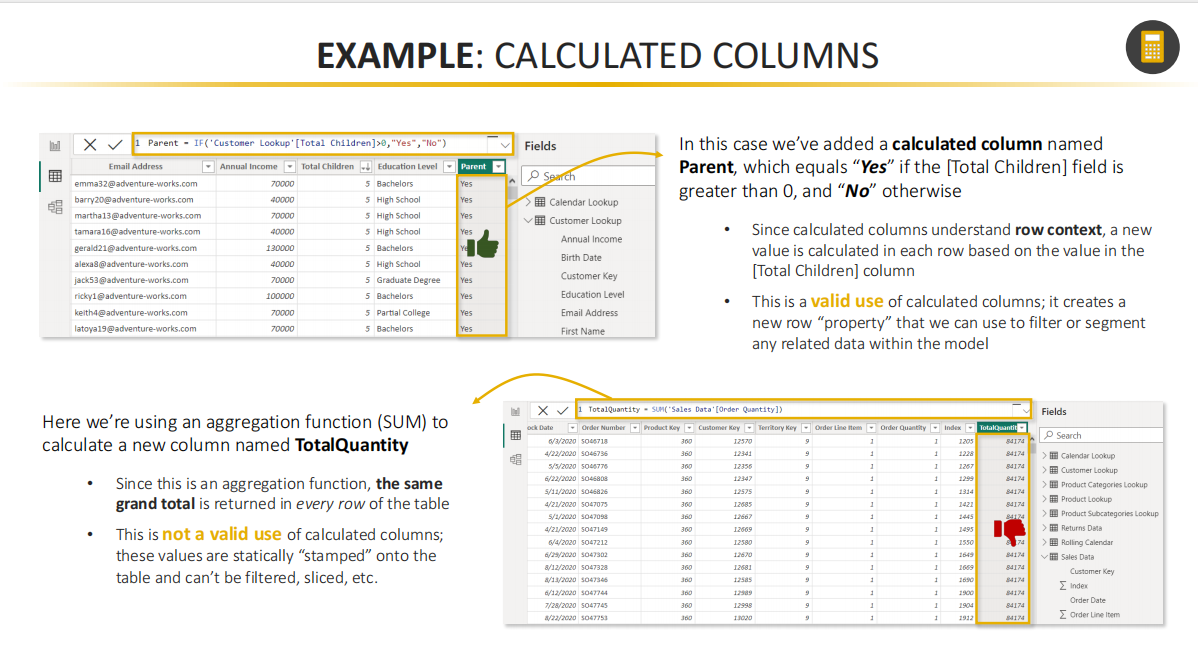 EXAMPLE: CALCULATED COLUMNS
1 Parent = IF('Customer Lookup'[Total Children]>0,"Yes","No")
Email Address Annual Income Total Children Education Level Parent
emma32@adventure-works.com 70000 5 Bachelors Yes
barry20@adventure-works.com 40000 5 High School Yes
martha13@adventure-works.com 70000 5 High School Yes
tamara16@adventure-works.com 40000 5 High School Yes
gerald21@adventure-works.com 130000 5 Bachelors
alexa8@adventure-works.com 40000 5 High School Yes
jack53@adventure-works.com 70000 5 Graduate Degree Yes
ricky1@adventure-works.com 100000 5 Bachelors Yes
keith4@adventure-works.com 70000 5 Partial College Yes
latoya19@adventure-works.com 70000 5 Bachelors Yes
Fields
Search
Calendar Lookup
Customer Lookup
Annual Income
Birth Date
Customer Key
Education Level
Email Address
First Name
In this case we've added a calculated column named
Parent, which equals "Yes" if the [Total Children] field is
greater than 0, and "No" otherwise
• Since calculated columns understand row context, a new
value is calculated in each row based on the value in the
[Total Children] column
• This is a valid use of calculated columns; it creates a
new row "property" that we can use to filter or segment
any related data within the model
Here we're using an aggregation function (SUM) to
calculate a new column named TotalQuantity
• Since this is an aggregation function, the same
grand total is returned in every row of the table
• This is not a valid use of calculated columns;
these values are statically "stamped" onto the
table and can't be filtered, sliced, etc.
1 TotalQuantity = SUM('Sales Data'[Order Quantity])
ock Date Order Number Product Key Customer Key Territory Key Order Line Item Order Quantity Index TotalQuantit
6/3/2020 SO46718 360 12570 9 1 1 1205 84174
4/22/2020 SO46736 360 12341 9 1 1 1228 84174
5/5/2020 SO46776 360 12356 9 1 1 1267 84174
6/22/2020 SO46808 360 12347 9 1 1 1299 84174
5/11/2020 SO46826 360 12575 9 1 1 1314 84174
4/21/2020 SO47075 360 12685 9 1 1 1421 84174
5/1/2020 SO47098 360 12667 9 1 1 1445 84174
4/21/2020 SO47149 360 12669 9 1 1 1495
6/4/2020 SO47212 360 12580 9 1 1 1550
6/29/2020 SO47302 360 12670 9 1 1 1649 84174
8/12/2020 SO47328 360 12681 9 1 1 1669 84174
8/13/2020 SO47346 360 12585 9 1 1 1690 84174
6/12/2020 SO47744 360 12989 9 1 1 1900 84174
7/28/2020 SO47745 360 12998 9 1 1 1904 84174
8/22/2020 SO47753 360 13020 9 1 1 1912 84174
Fields
Search
Calendar Lookup
Customer Lookup
Product Categories Lookup
Product Lookup
Product Subcategories Lookup
Returns Data
Rolling Calendar
Sales Data
Customer Key
Index
Order Date
Order Line Item